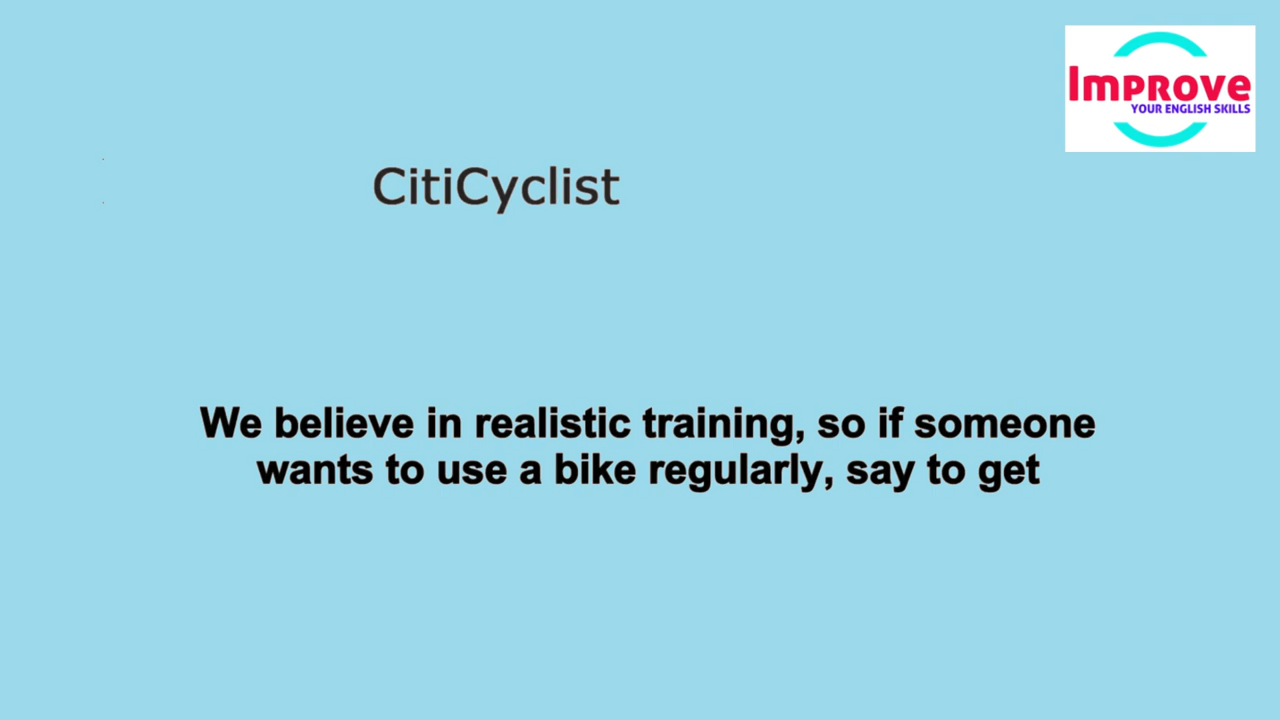 Improve
YOUR ENGLISH SKILLS
CitiCyclist
We believe in realistic training, so if someone
wants to use a bike regularly, say to get